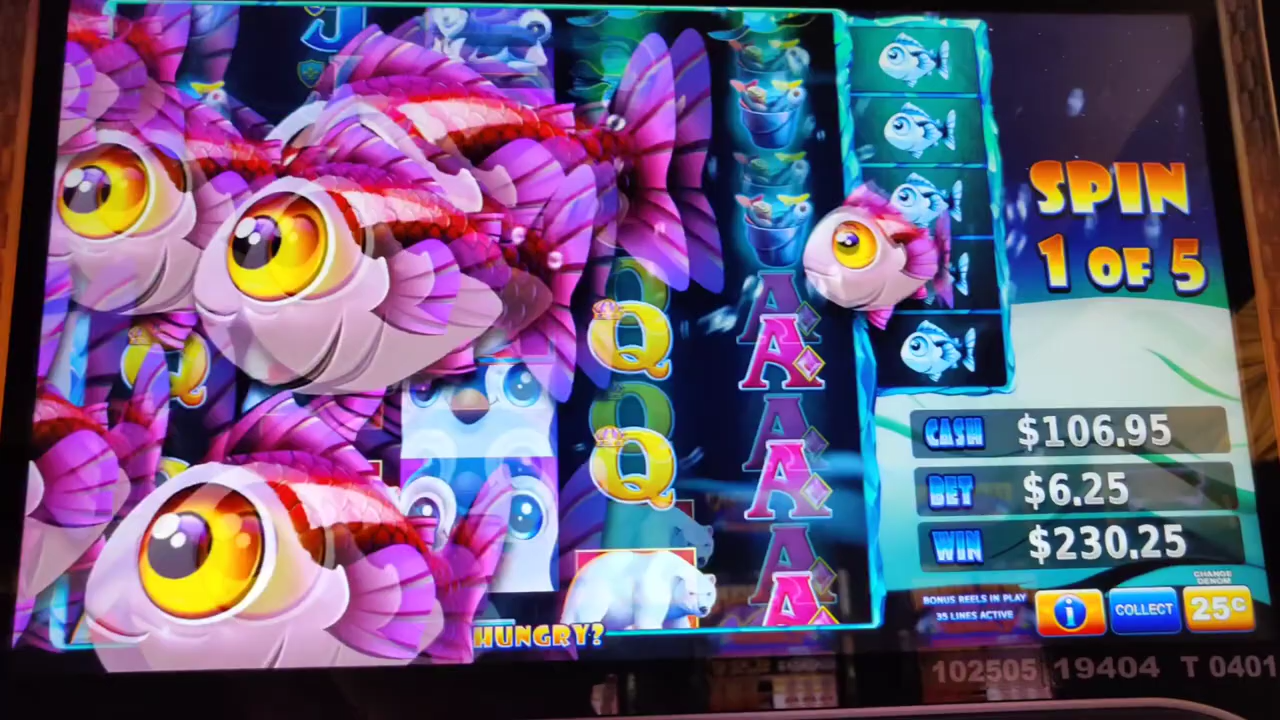 SPIN
1 OF 5
J
Q
Q
Q
A
A
A
CASH $106.95
BET $6.25
WIN $230.25
CHANGE
DENOM
BONUS REELS IN PLAY
35 LINES ACTIVE
i
COLLECT
25¢
HUNGRY?
102505 19404 T 0401